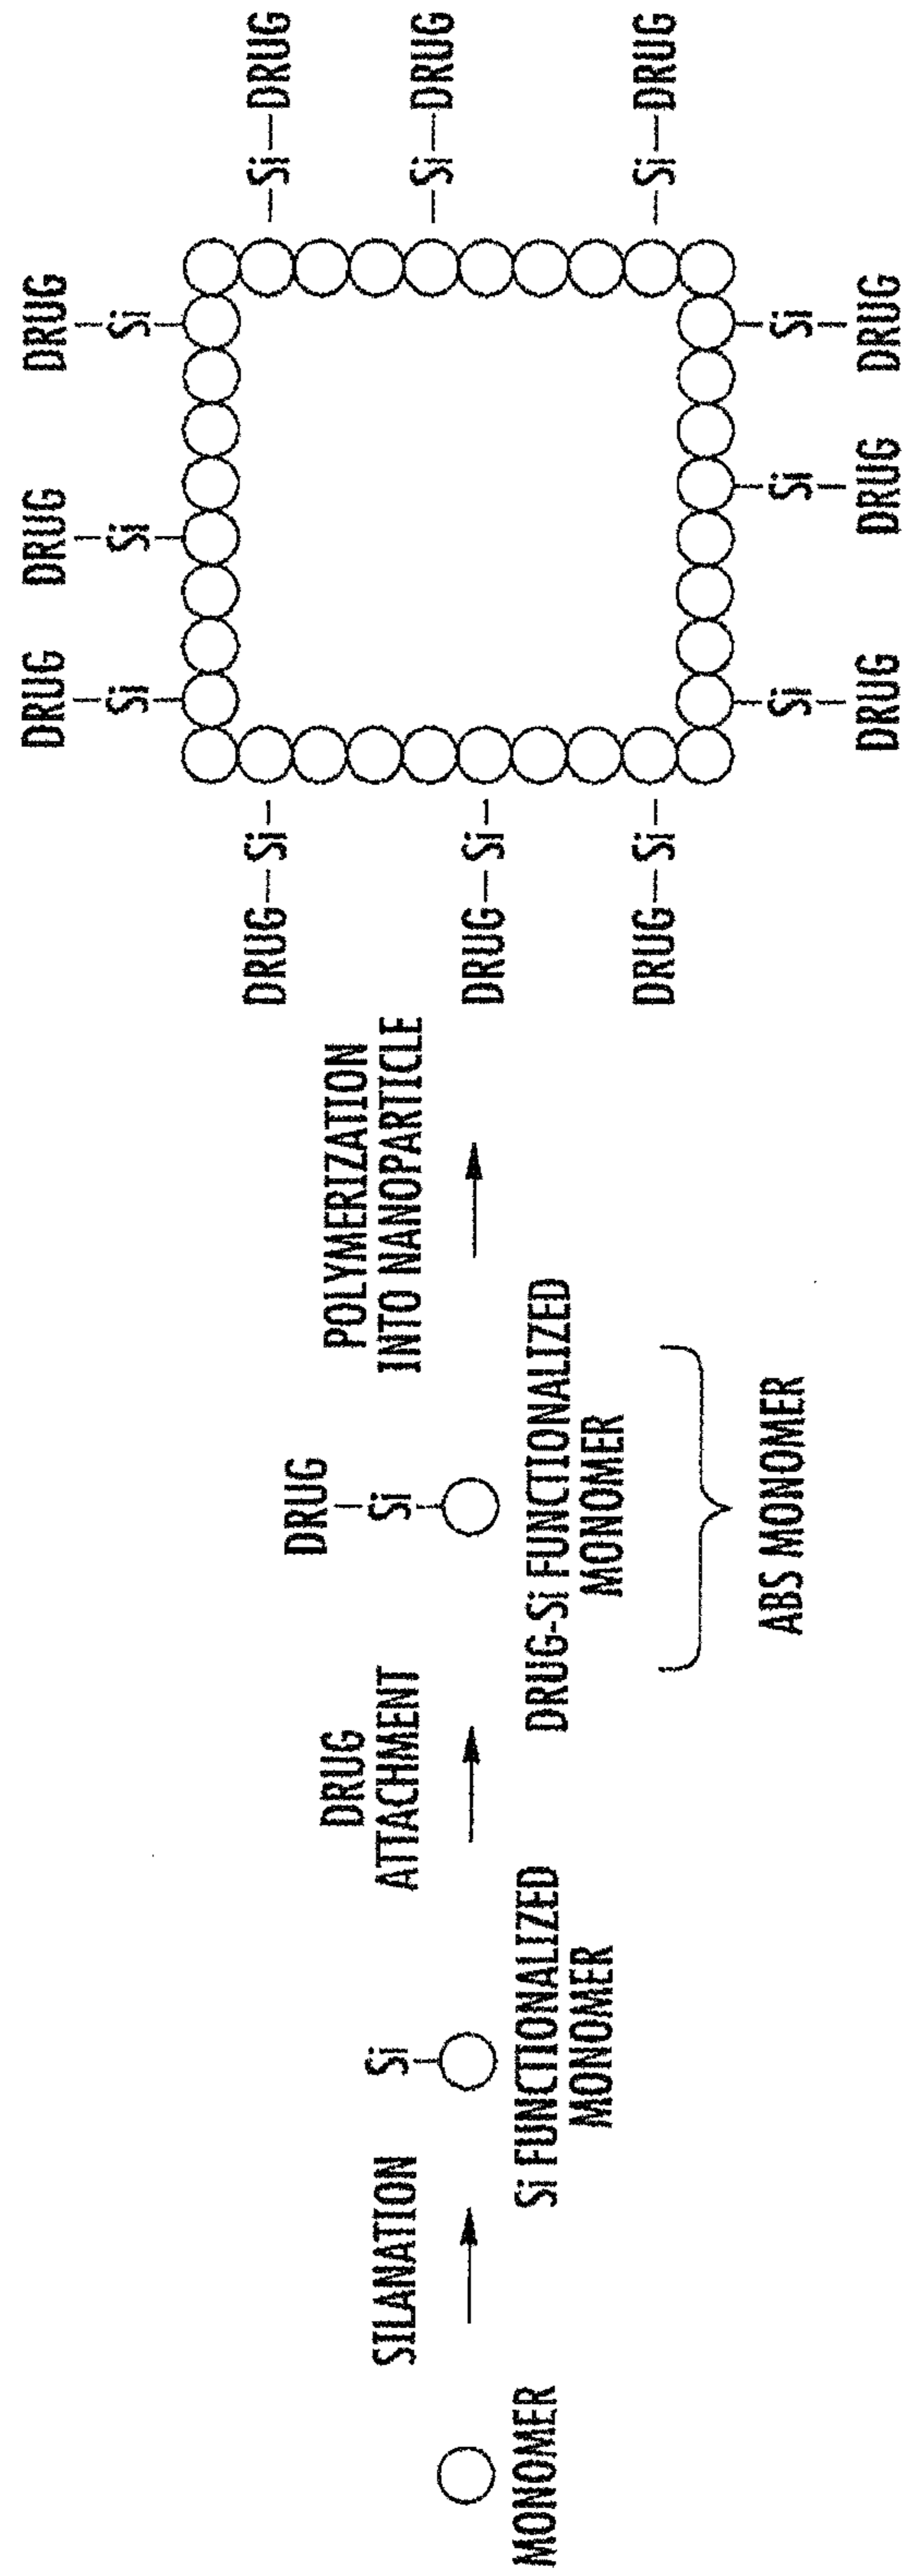 MONOMER
SILANATION
Si
Si FUNCTIONALIZED
MONOMER
DRUG
ATTACHMENT
DRUG
Si
DRUG-Si FUNCTIONALIZED
MONOMER
ABS MONOMER
POLYMERIZATION
INTO NANOPARTICLE
DRUG DRUG DRUG
Si Si Si
DRUG—Si—
DRUG—Si—
DRUG—Si—
—Si—DRUG
—Si—DRUG
—Si—DRUG
Si Si Si
DRUG DRUG DRUG